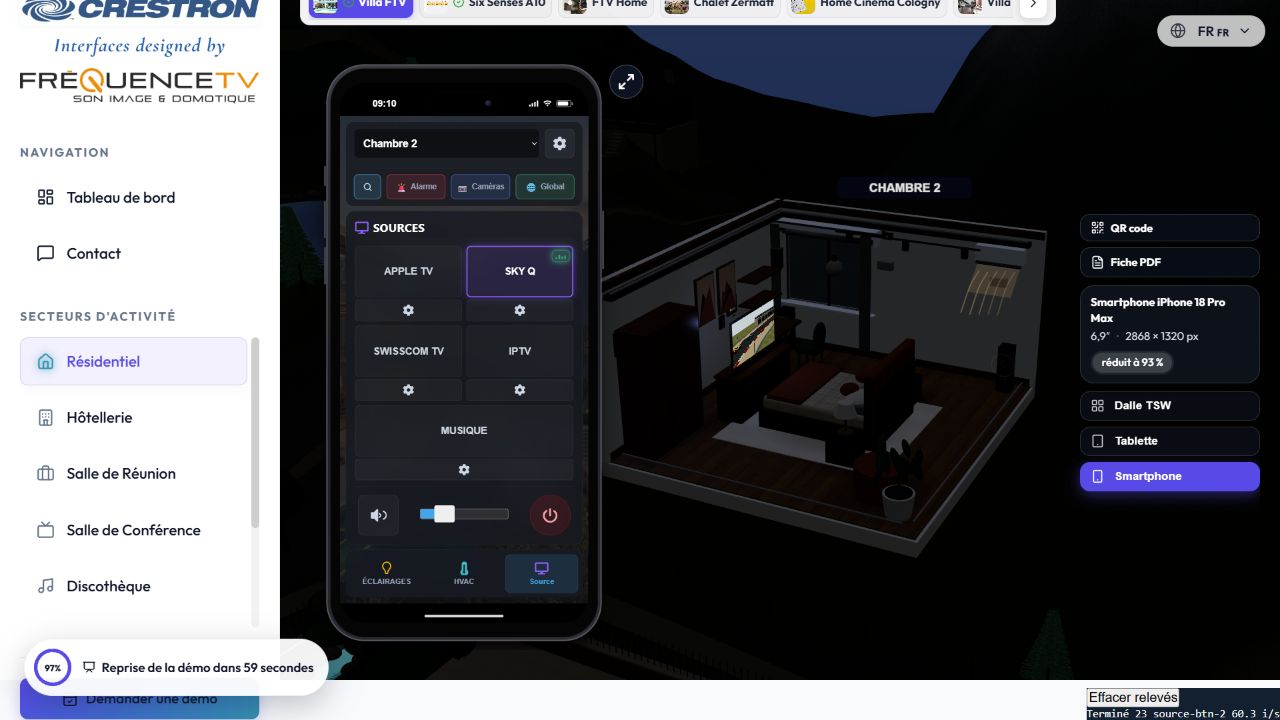 CRESTRON
Interfaces designed by
FRÉQUENCETV
SON IMAGE & DOMOTIQUE
NAVIGATION
Tableau de bord
Contact
SECTEURS D'ACTIVITÉ
Résidentiel
Hôtellerie
Salle de Réunion
Salle de Conférence
Discothèque
97%
Reprise de la démo dans 59 secondes
Demander une démo
Villa FTV
Six Senses A10
FTV Home
Chalet Zermatt
Home Cinema Cologny
Villa
FR FR
09:10
Chambre 2
Alarme
Caméras
Global
SOURCES
APPLE TV
SKY Q
SWISSCOM TV
IPTV
MUSIQUE
ÉCLAIRAGES
HVAC
Source
CHAMBRE 2
QR code
Fiche PDF
Smartphone iPhone 18 Pro
Max
6,9" · 2868 × 1320 px
réduit à 93 %
Dalle TSW
Tablette
Smartphone
Effacer relevés
Terminé 23 source-btn-2 60.3 i/s